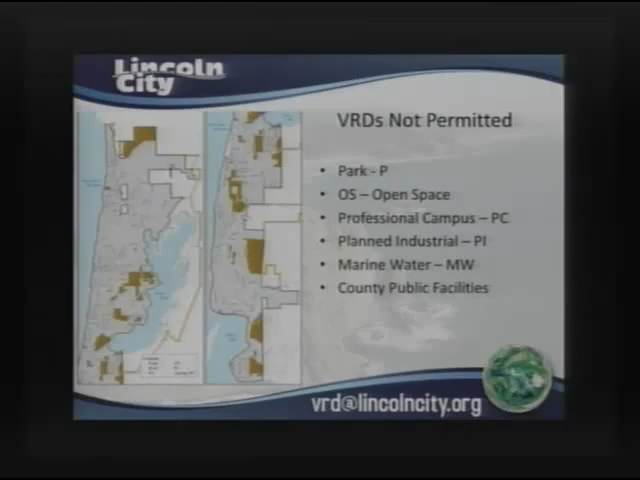 Lincoln
City
VRDs Not Permitted
• Park - P
• OS – Open Space
• Professional Campus – PC
• Planned Industrial – PI
• Marine Water – MW
• County Public Facilities
vrd@lincolncity.org